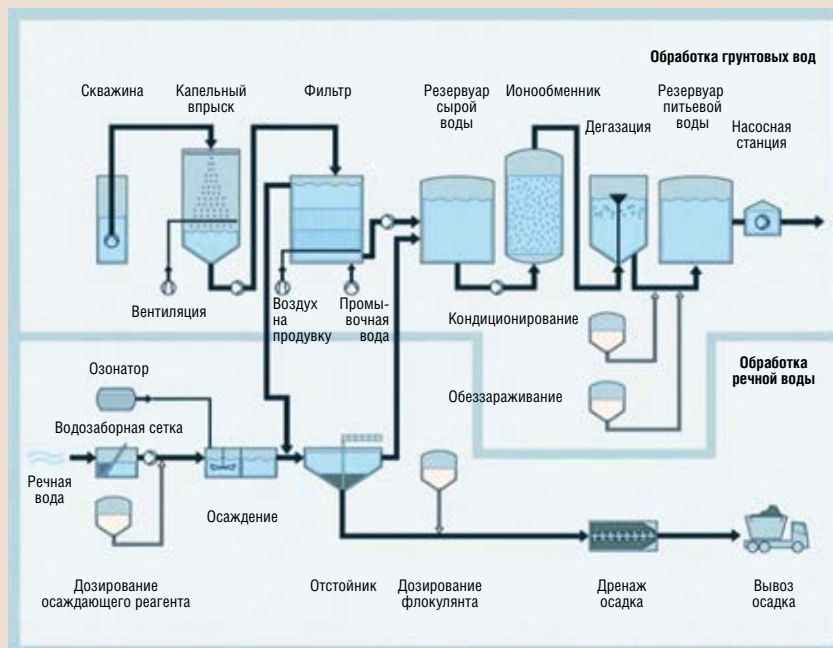 Обработка грунтовых вод
Скважина
Капельный
впрыск
Фильтр
Резервуар
сырой
воды
Ионообменник
Дегазация
Резервуар
питьевой
воды
Насосная
станция
Вентиляция
Воздух
на
продувку
Промы-
вочная
вода
Кондиционирование
Обеззараживание
Обработка
речной воды
Озонатор
Водозаборная сетка
Речная
вода
Осаждение
Дозирование
осаждающего реагента
Отстойник
Дозирование
флокулянта
Дренаж
осадка
Вывоз
осадка